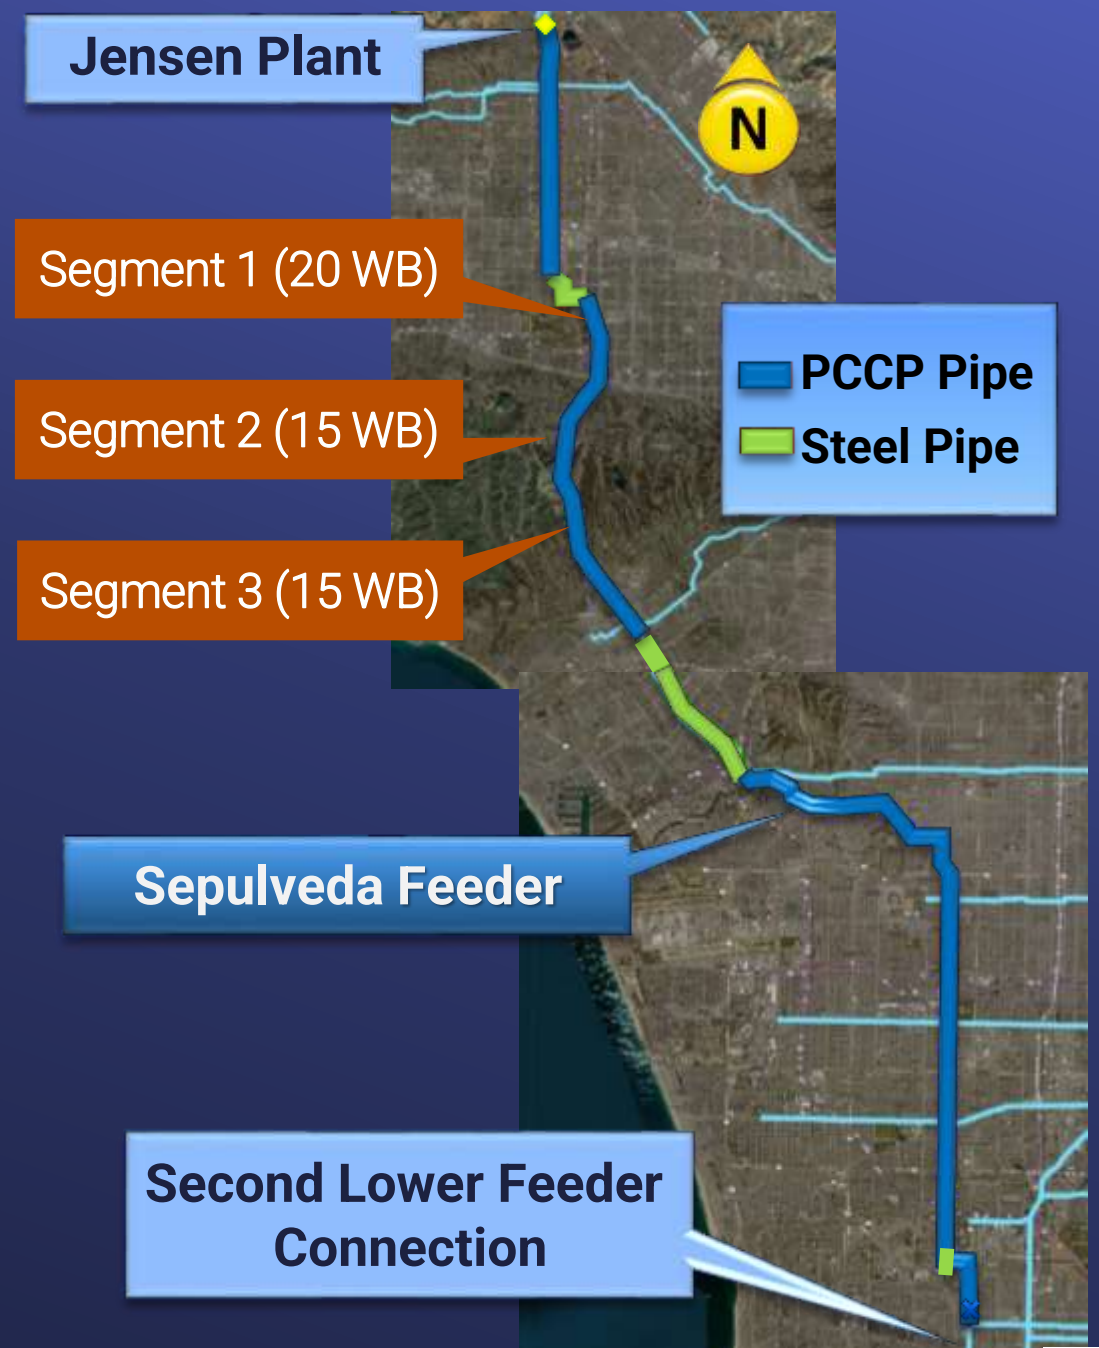 Jensen Plant
N
Segment 1 (20 WB)
PCCP Pipe
Segment 2 (15 WB)
Steel Pipe
Segment 3 (15 WB)
Sepulveda Feeder
Second Lower Feeder
Connection